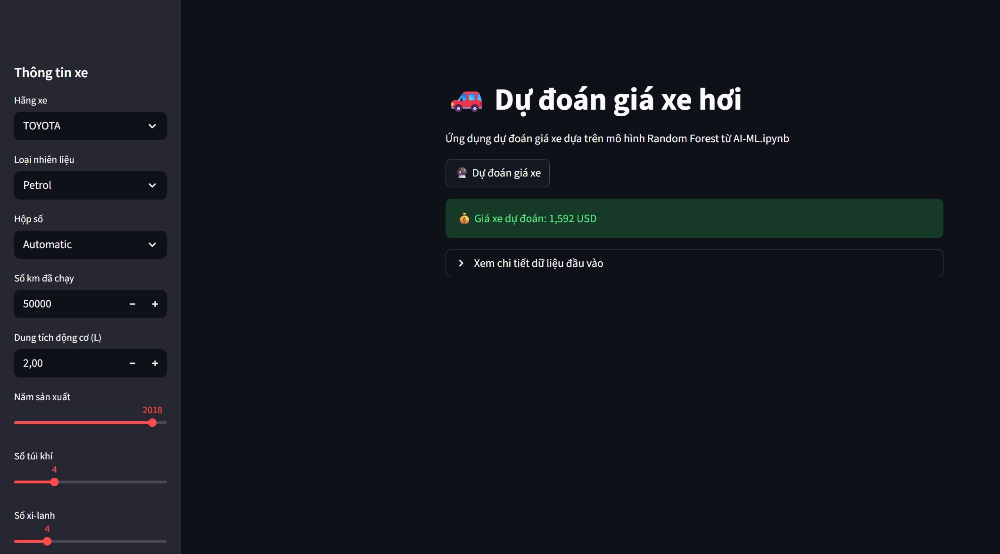 Thông tin xe
Hãng xe
TOYOTA
Loại nhiên liệu
Petrol
Hộp số
Automatic
Số km đã chạy
50000
Dung tích động cơ (L)
2,00
Năm sản xuất
2018
Số túi khí
4
Số xi-lanh
4
Dự đoán giá xe hơi
Ứng dụng dự đoán giá xe dựa trên mô hình Random Forest từ AI-ML.ipynb
Dự đoán giá xe
Giá xe dự đoán: 1,592 USD
Xem chi tiết dữ liệu đầu vào